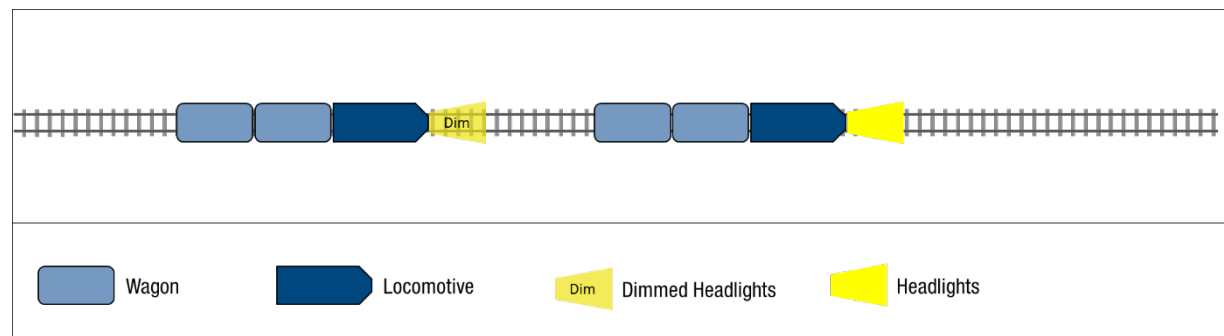 Dim
Wagon
Locomotive
Dim
Dimmed Headlights
Headlights